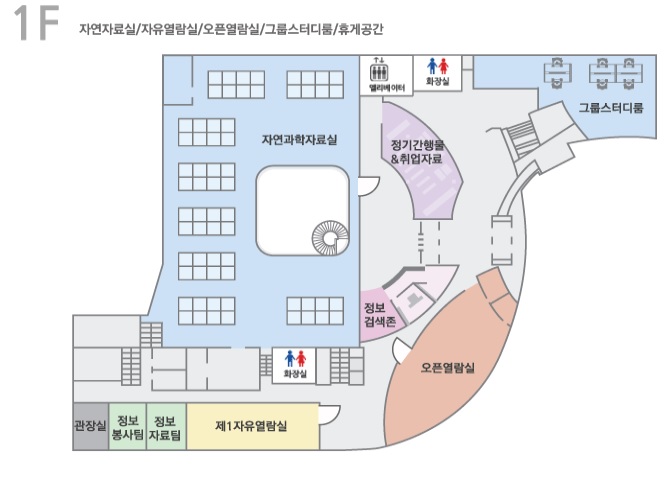 1F 자연자료실/자유열람실/오픈열람실/그룹스터디룸/휴게공간
엘리베이터
화장실
그룹스터디룸
자연과학자료실
정기간행물
&취업자료
정보
검색존
오픈열람실
화장실
관장실
정보
봉사팀
정보
자료팀
제1자유열람실